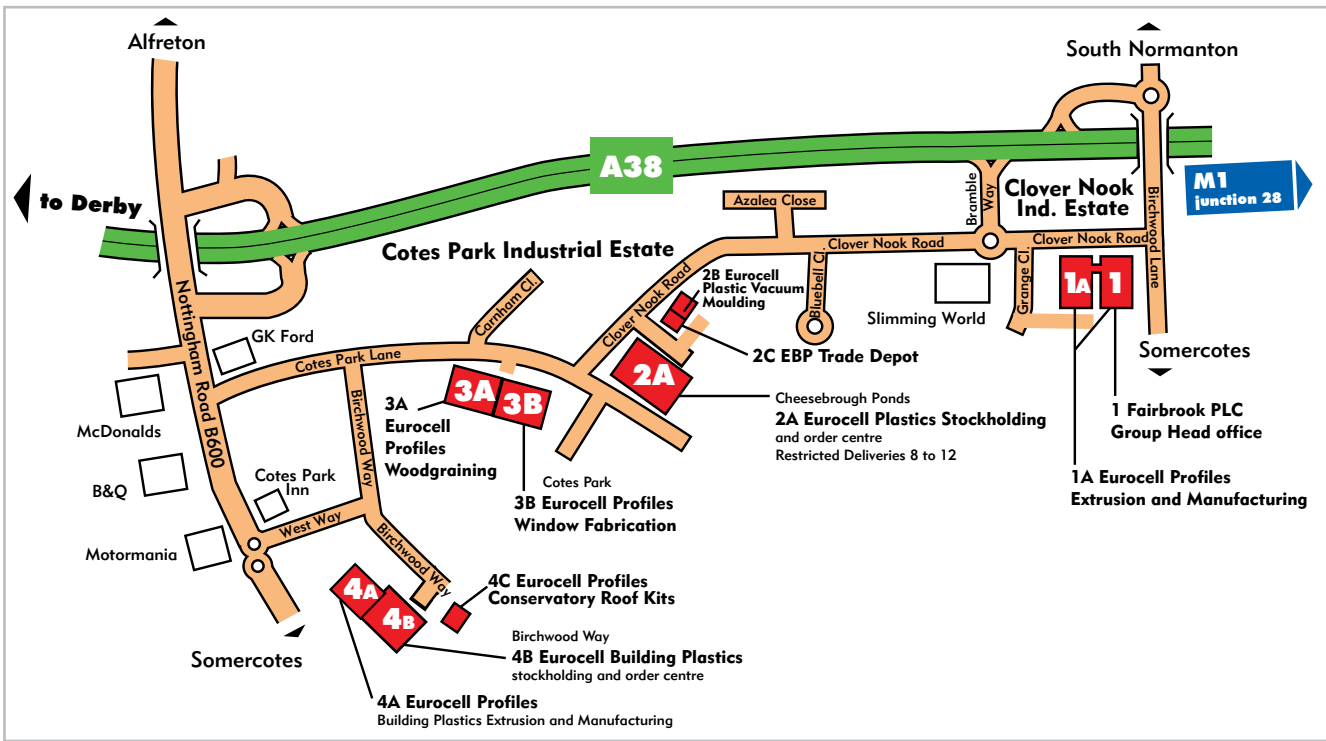 Alfreton
South Normanton
A38
to Derby
M1
junction 28
Clover Nook
Ind. Estate
Bramble
Way
Birchwood Lane
Azalea Close
Cotes Park Industrial Estate
Clover Nook Road
Clover Nook Road
Clover Nook Road
Bluebell Cl.
Grange Cl.
Carnham Cl.
2B Eurocell
Plastic Vacuum
Moulding
1A
1
Slimming World
Nottingham Road B600
GK Ford
Cotes Park Lane
2C EBP Trade Depot
Somercotes
2A
3A
3B
McDonalds
3A
Eurocell
Profiles
Woodgraining
Cheesebrough Ponds
2A Eurocell Plastics Stockholding
and order centre
Restricted Deliveries 8 to 12
1 Fairbrook PLC
Group Head office
Birchwood Way
B&Q
Cotes Park
Inn
Cotes Park
3B Eurocell Profiles
Window Fabrication
1A Eurocell Profiles
Extrusion and Manufacturing
West Way
Birchwood Way
Motormania
4A
4B
4C Eurocell Profiles
Conservatory Roof Kits
Somercotes
Birchwood Way
4B Eurocell Building Plastics
stockholding and order centre
4A Eurocell Profiles
Building Plastics Extrusion and Manufacturing